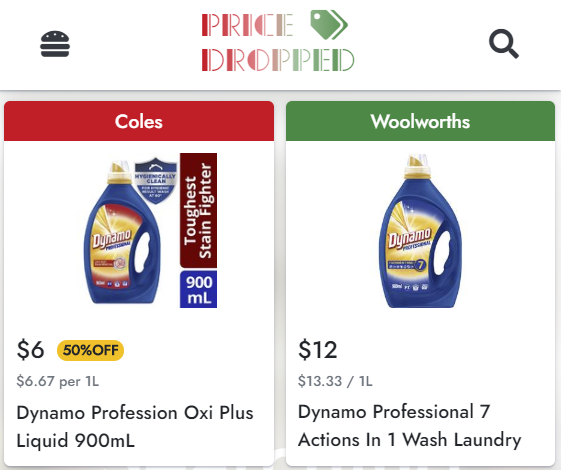 PRICE
DROPPED
Coles
Woolworths
HYGIENICALLY
CLEAN
Toughest
Stain Fighter
Dynamo
PROFESSIONAL
900
mL
Dynamo
PROFESSIONAL
7
$6 50%OFF
$6.67 per 1L
Dynamo Profession Oxi Plus
Liquid 900mL
$12
$13.33 / 1L
Dynamo Professional 7
Actions In 1 Wash Laundry